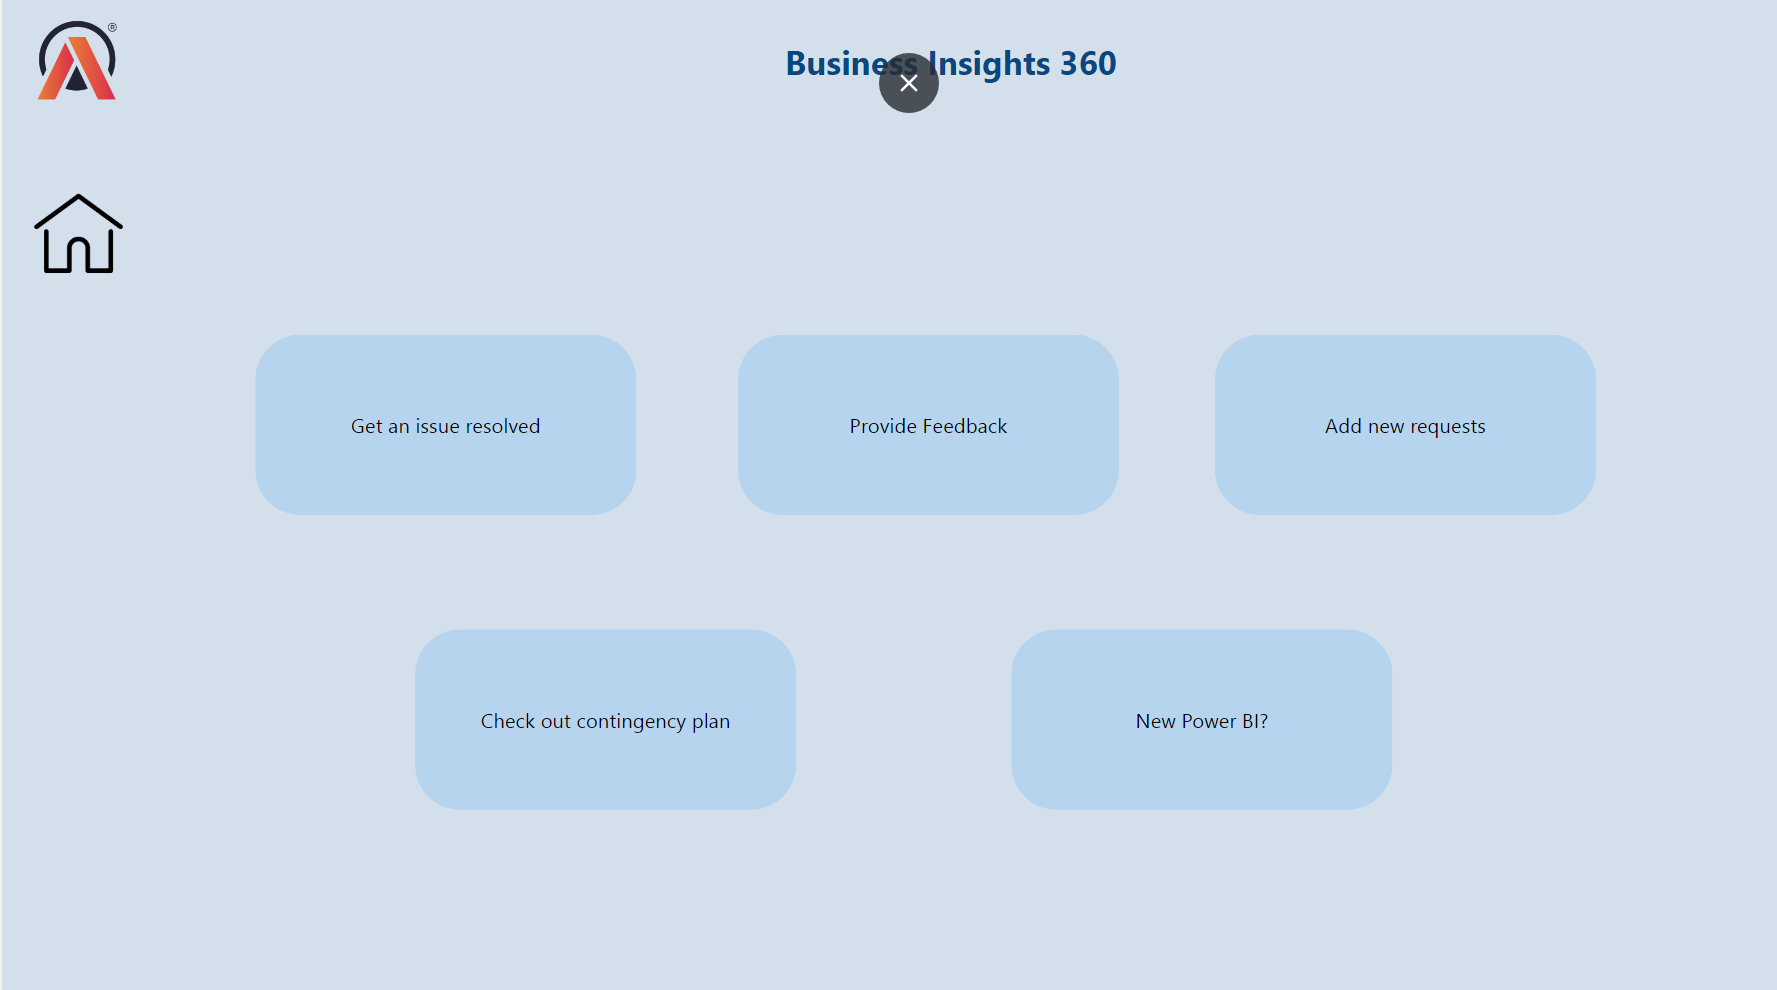 Business Insights 360
Get an issue resolved
Provide Feedback
Add new requests
Check out contingency plan
New Power BI?